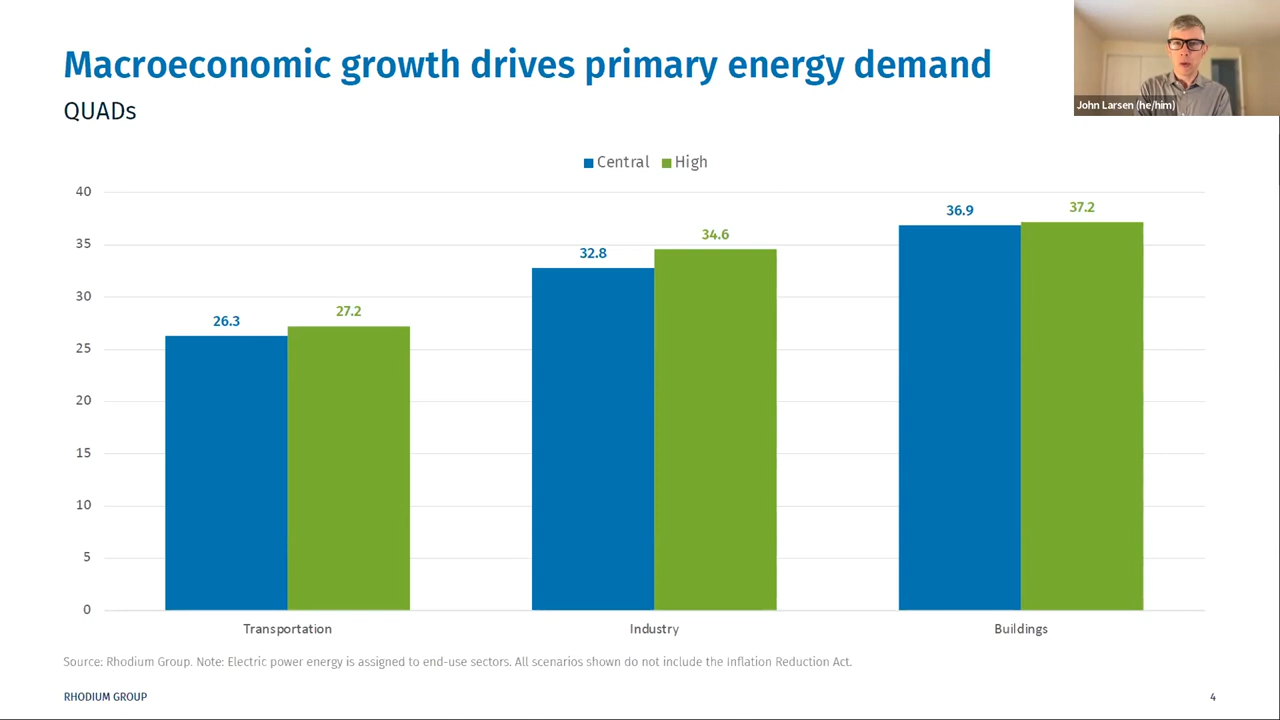 Macroeconomic growth drives primary energy demand
QUADs
John Larsen (he/him)
Central High
40
35
30
25
20
15
10
5
0
26.3
27.2
32.8
34.6
36.9
37.2
Transportation
Industry
Buildings
Source: Rhodium Group. Note: Electric power energy is assigned to end-use sectors. All scenarios shown do not include the Inflation Reduction Act.
RHODIUM GROUP
4